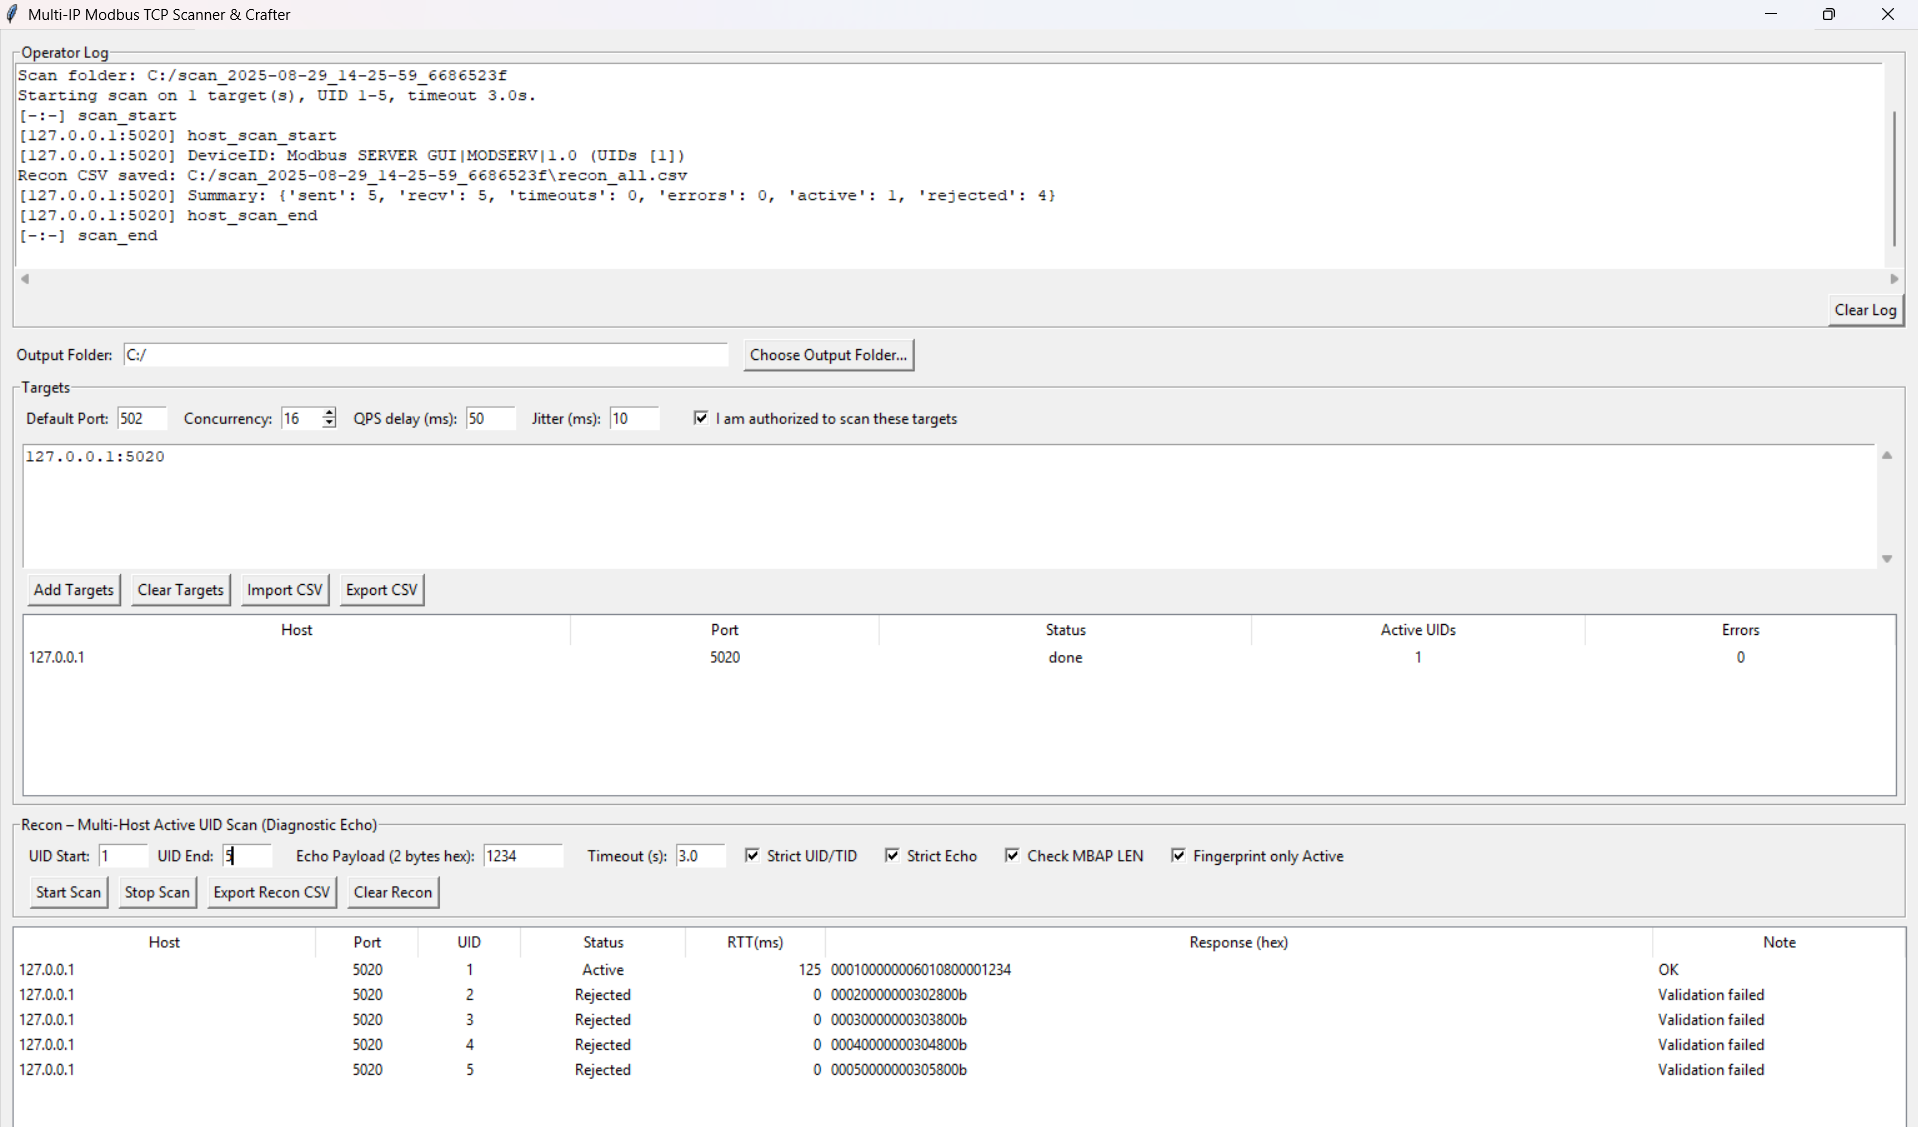 Multi-IP Modbus TCP Scanner & Crafter
Operator Log
Scan folder: C:/scan_2025-08-29_14-25-59_6686523f
Starting scan on 1 target(s), UID 1-5, timeout 3.0s.
[-:-] scan_start
[127.0.0.1:5020] host_scan_start
[127.0.0.1:5020] DeviceID: Modbus SERVER GUI|MODSERV|1.0 (UIDs [1])
Recon CSV saved: C:/scan_2025-08-29_14-25-59_6686523f\recon_all.csv
[127.0.0.1:5020] Summary: {'sent': 5, 'recv': 5, 'timeouts': 0, 'errors': 0, 'active': 1, 'rejected': 4}
[127.0.0.1:5020] host_scan_end
[-:-] scan_end
Clear Log
Output Folder: C:/ Choose Output Folder...
Targets
Default Port: 502 Concurrency: 16 QPS delay (ms): 50 Jitter (ms): 10 I am authorized to scan these targets
127.0.0.1:5020
Add Targets Clear Targets Import CSV Export CSV
Host Port Status Active UIDs Errors
127.0.0.1 5020 done 1 0
Recon – Multi-Host Active UID Scan (Diagnostic Echo)
UID Start: 1 UID End: 5 Echo Payload (2 bytes hex): 1234 Timeout (s): 3.0 Strict UID/TID Strict Echo Check MBAP LEN Fingerprint only Active
Start Scan Stop Scan Export Recon CSV Clear Recon
Host Port UID Status RTT(ms) Response (hex) Note
127.0.0.1 5020 1 Active 125 000100000006010800001234 OK
127.0.0.1 5020 2 Rejected 0 00020000000302800b Validation failed
127.0.0.1 5020 3 Rejected 0 00030000000303800b Validation failed
127.0.0.1 5020 4 Rejected 0 00040000000304800b Validation failed
127.0.0.1 5020 5 Rejected 0 00050000000305800b Validation failed